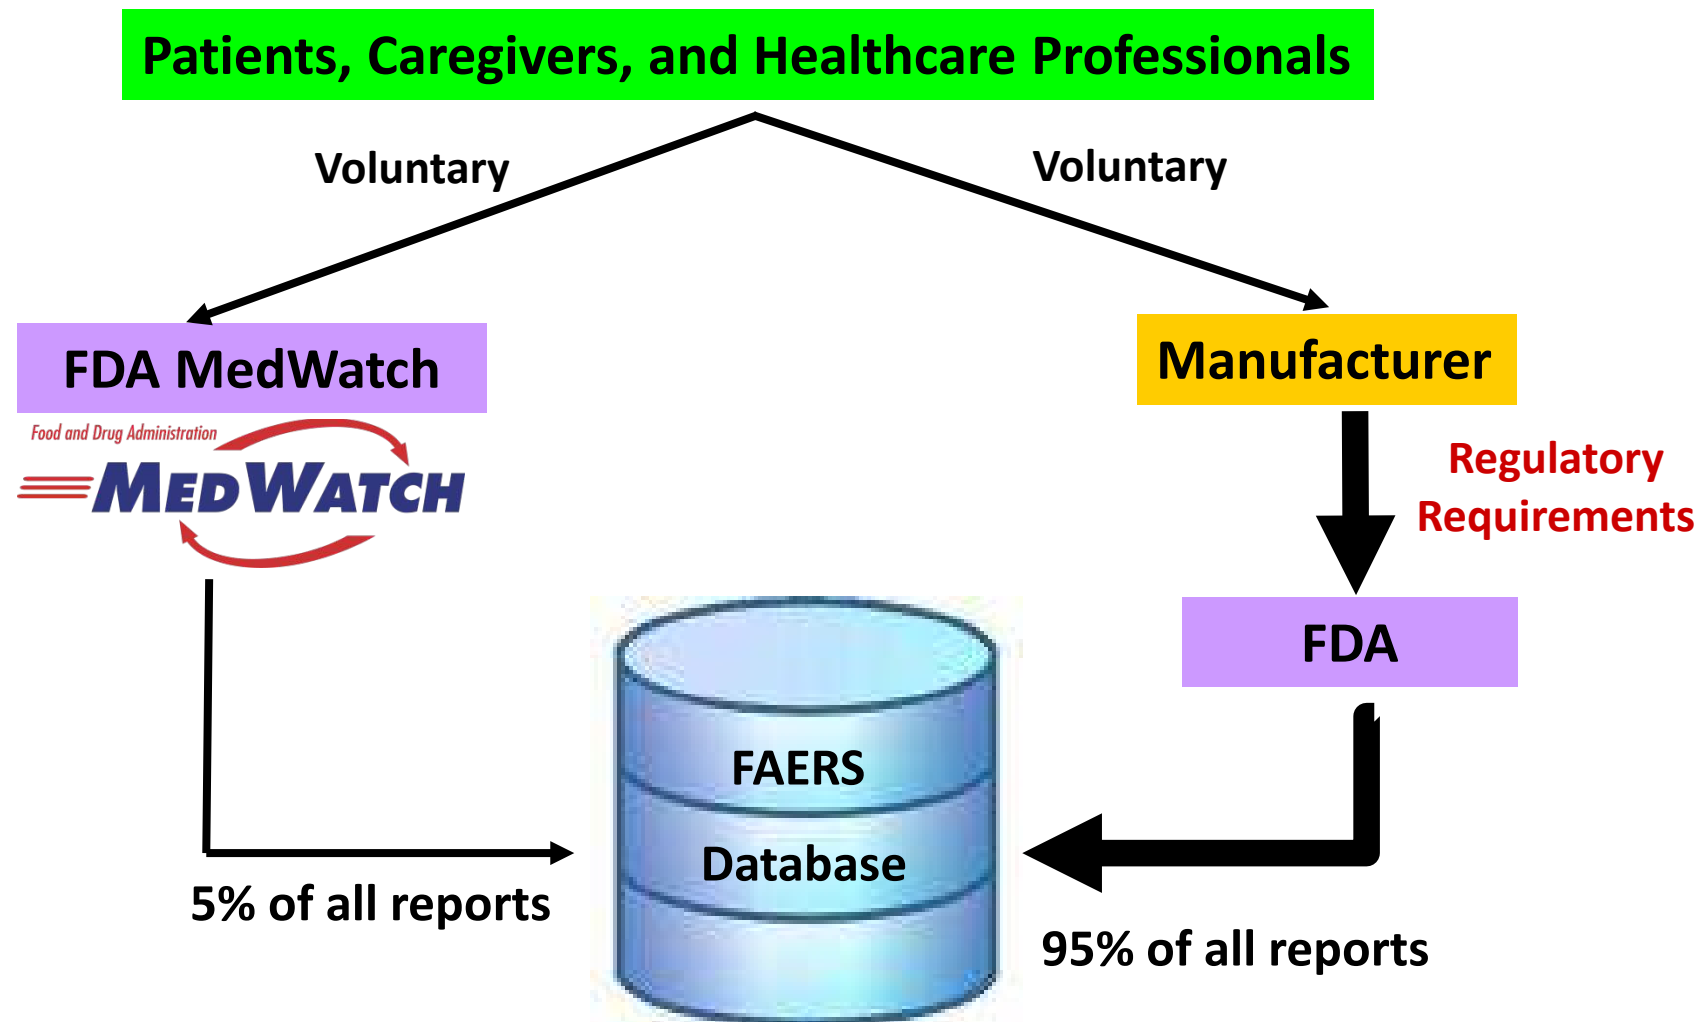 Patients, Caregivers, and Healthcare Professionals
Voluntary
Voluntary
FDA MedWatch
Manufacturer
Food and Drug Administration
MEDWATCH
Regulatory
Requirements
FDA
FAERS
Database
5% of all reports
95% of all reports